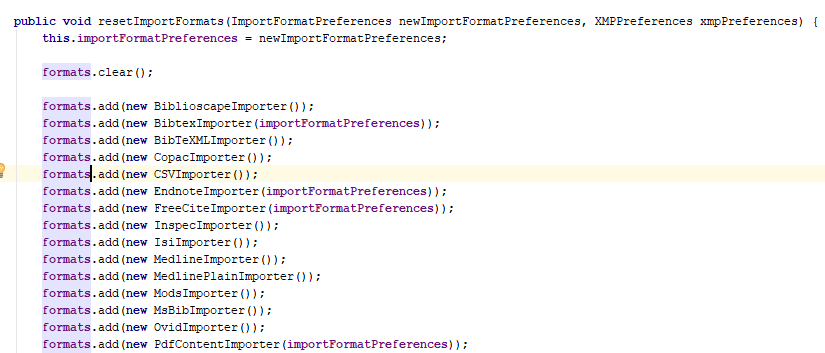 public void resetImportFormats(ImportFormatPreferences newImportFormatPreferences, XMPPreferences xmpPreferences) {
    this.importFormatPreferences = newImportFormatPreferences;
    formats.clear();
    formats.add(new BiblioscapeImporter());
    formats.add(new BibtexImporter(importFormatPreferences));
    formats.add(new BibTeXMLImporter());
    formats.add(new CopacImporter());
    formats.add(new CSVImporter());
    formats.add(new EndnoteImporter(importFormatPreferences));
    formats.add(new FreeCiteImporter(importFormatPreferences));
    formats.add(new InspecImporter());
    formats.add(new IsiImporter());
    formats.add(new MedlineImporter());
    formats.add(new MedlinePlainImporter());
    formats.add(new ModsImporter());
    formats.add(new MsBibImporter());
    formats.add(new OvidImporter());
    formats.add(new PdfContentImporter(importFormatPreferences));